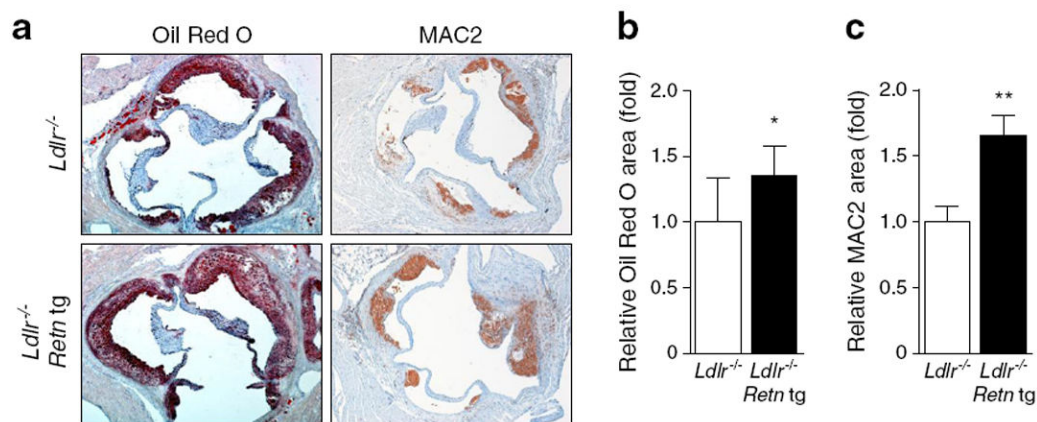 a
Oil Red O
MAC2
Ldlr-/-
Ldlr-/-
Retn tg
b
Relative Oil Red O area (fold)
2.0
1.5
1.0
0.5
0
*
Ldlr-/-
Ldlr-/-
Retn tg
c
Relative MAC2 area (fold)
2.0
1.5
1.0
0.5
0
**
Ldlr-/-
Ldlr-/-
Retn tg